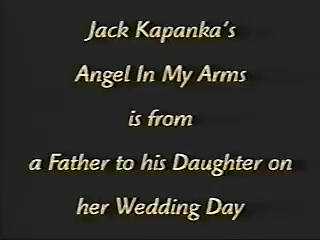 Jack Kapanka's
Angel In My Arms
is from
a Father to his Daughter on
her Wedding Day